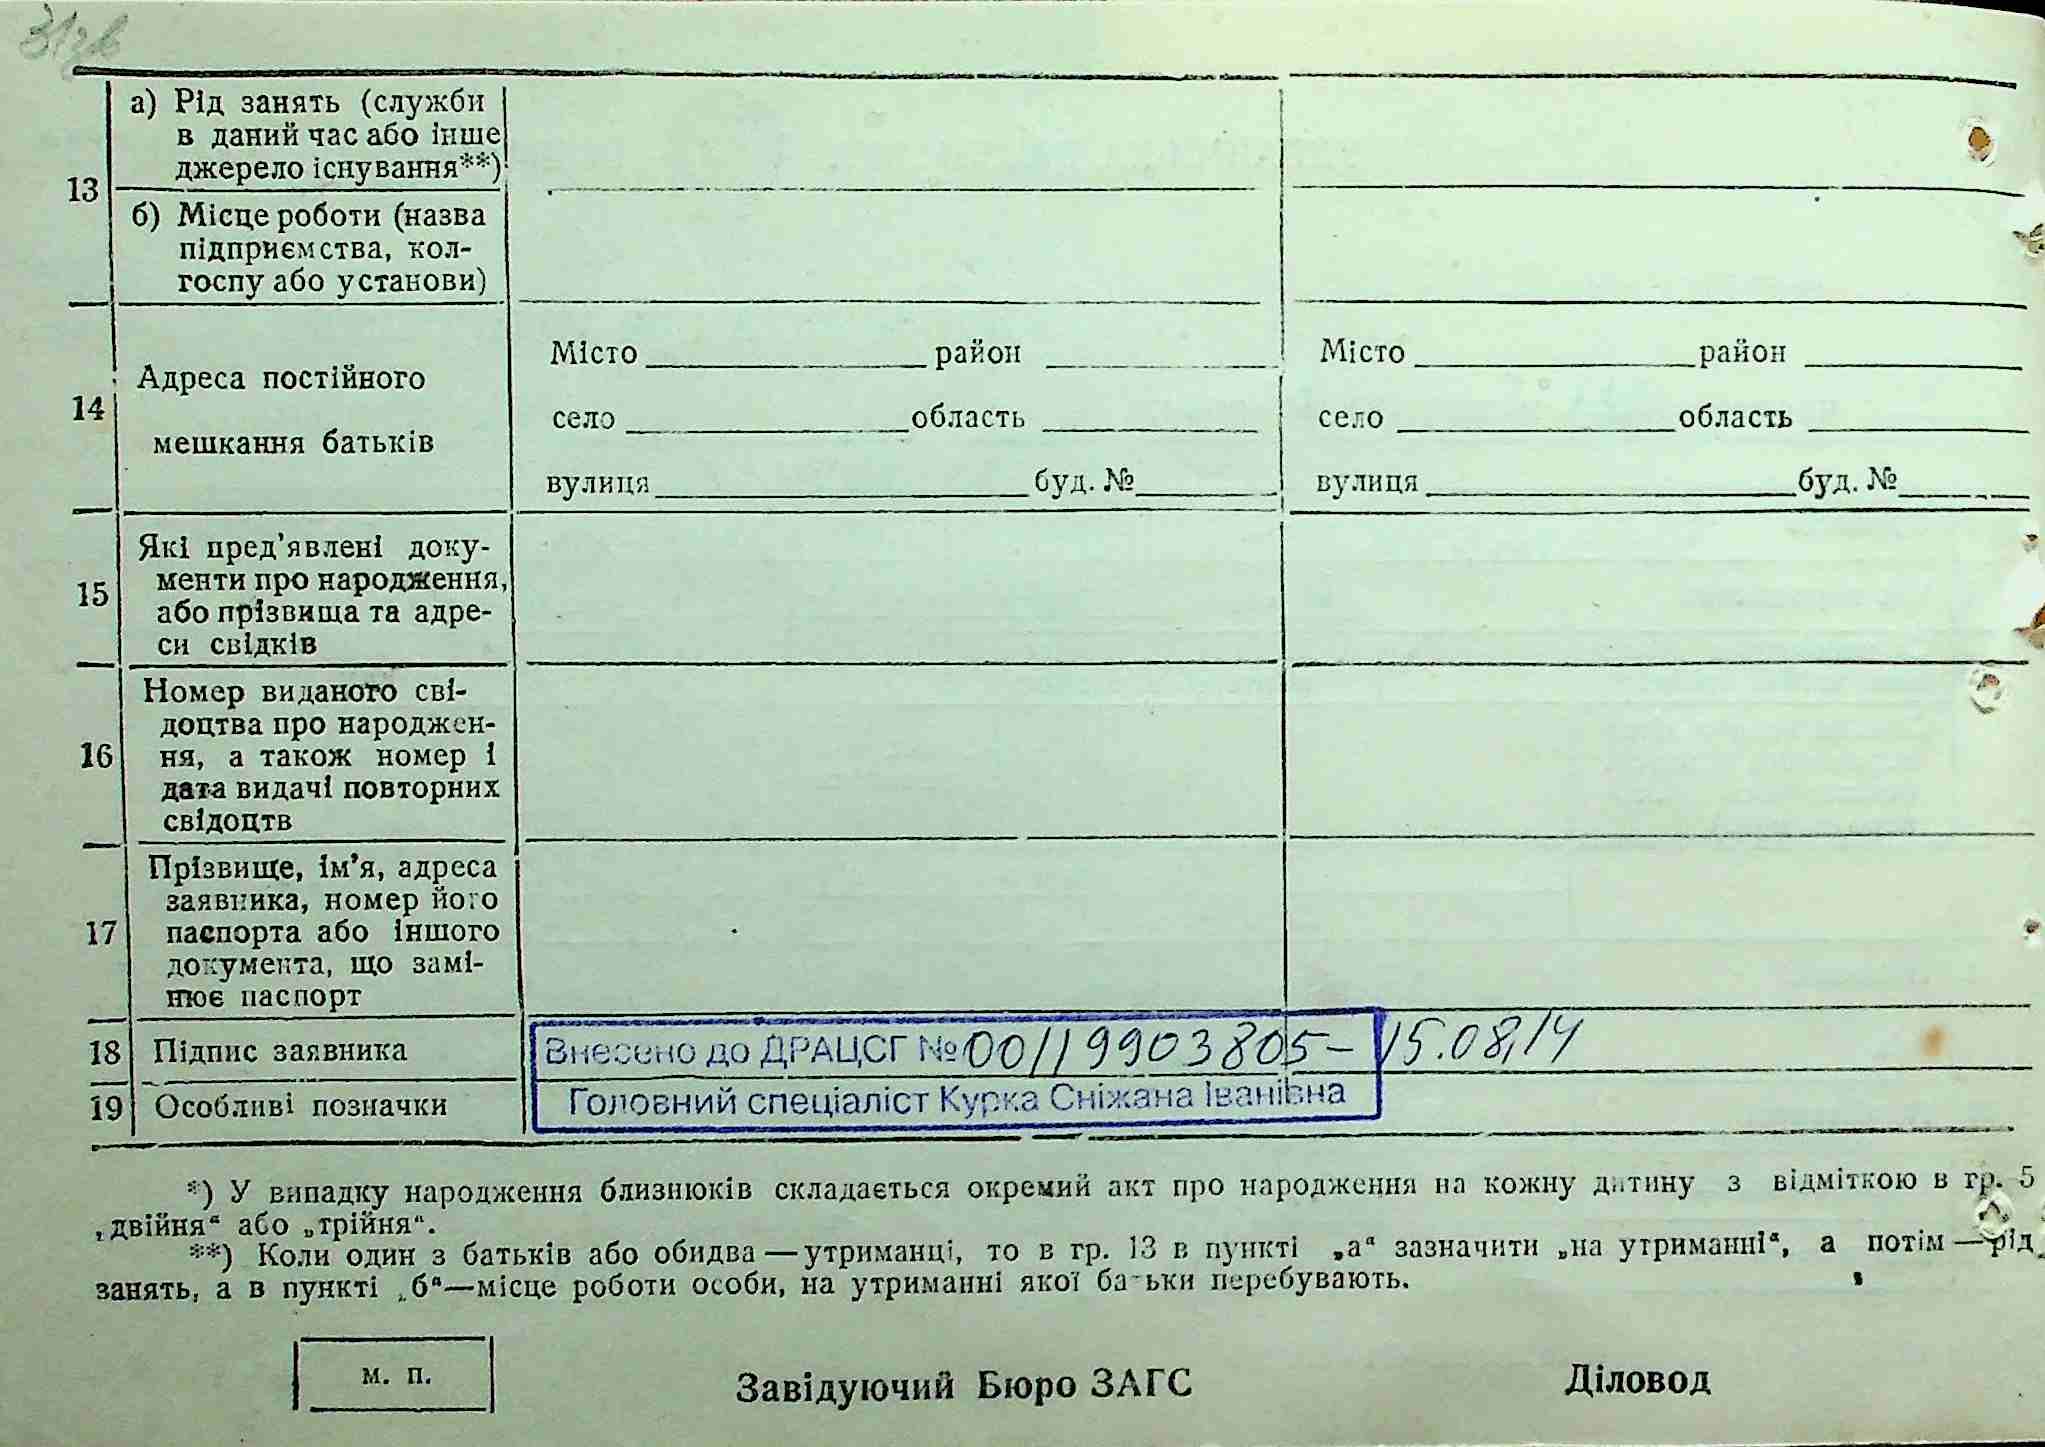 31зв
а) Рід занять (служби
в даний час або інше
джерело існування**)
13
б) Місце роботи (назва
підприємства, кол-
госпу або установи)
Місто район Місто район
Адреса постійного
14
село область село область
мешкання батьків
вулиця буд. № вулиця буд. №
Які пред'явлені доку-
менти про народження,
15
або прізвища та адре-
си свідків
Номер виданого сві-
доцтва про народжен-
16 ня, а також номер і
дата видачі повторних
свідоцтв
Прізвище, ім'я, адреса
заявника, номер його
17 паспорта або іншого
документа, що замі-
нює паспорт
18 Підпис заявника Внесено до ДРАЦСГ № 00119903805- 15.08.14
19 Особливі позначки Головний спеціаліст Курка Сніжана Іванівна
*) У випадку народження близнюків складається окремий акт про народження на кожну дитину з відміткою в гр. 5
„двійня“ або „трійня“.
**) Коли один з батьків або обидва — утриманці, то в гр. 13 в пункті „а“ зазначити „на утриманні“, а потім — рід
занять, а в пункті „б“—місце роботи особи, на утриманні якої батьки перебувають.
м. п.
Завідуючий Бюро ЗАГС Діловод